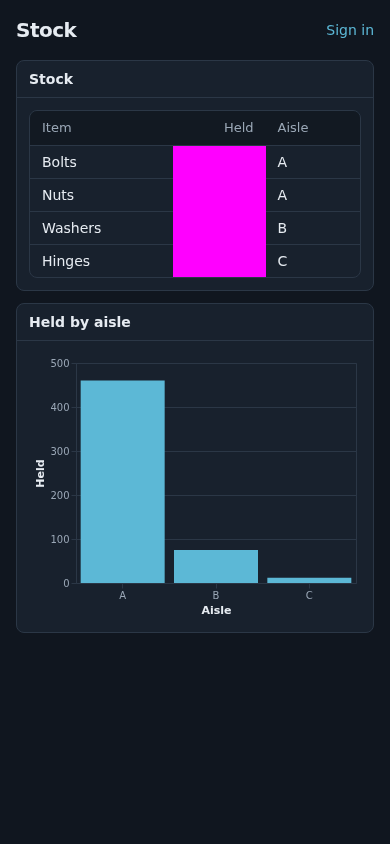 Stock
Sign in
Stock
Item Held Aisle
Bolts A
Nuts A
Washers B
Hinges C
Held by aisle
500
400
300
200
100
0
Held
A B C
Aisle